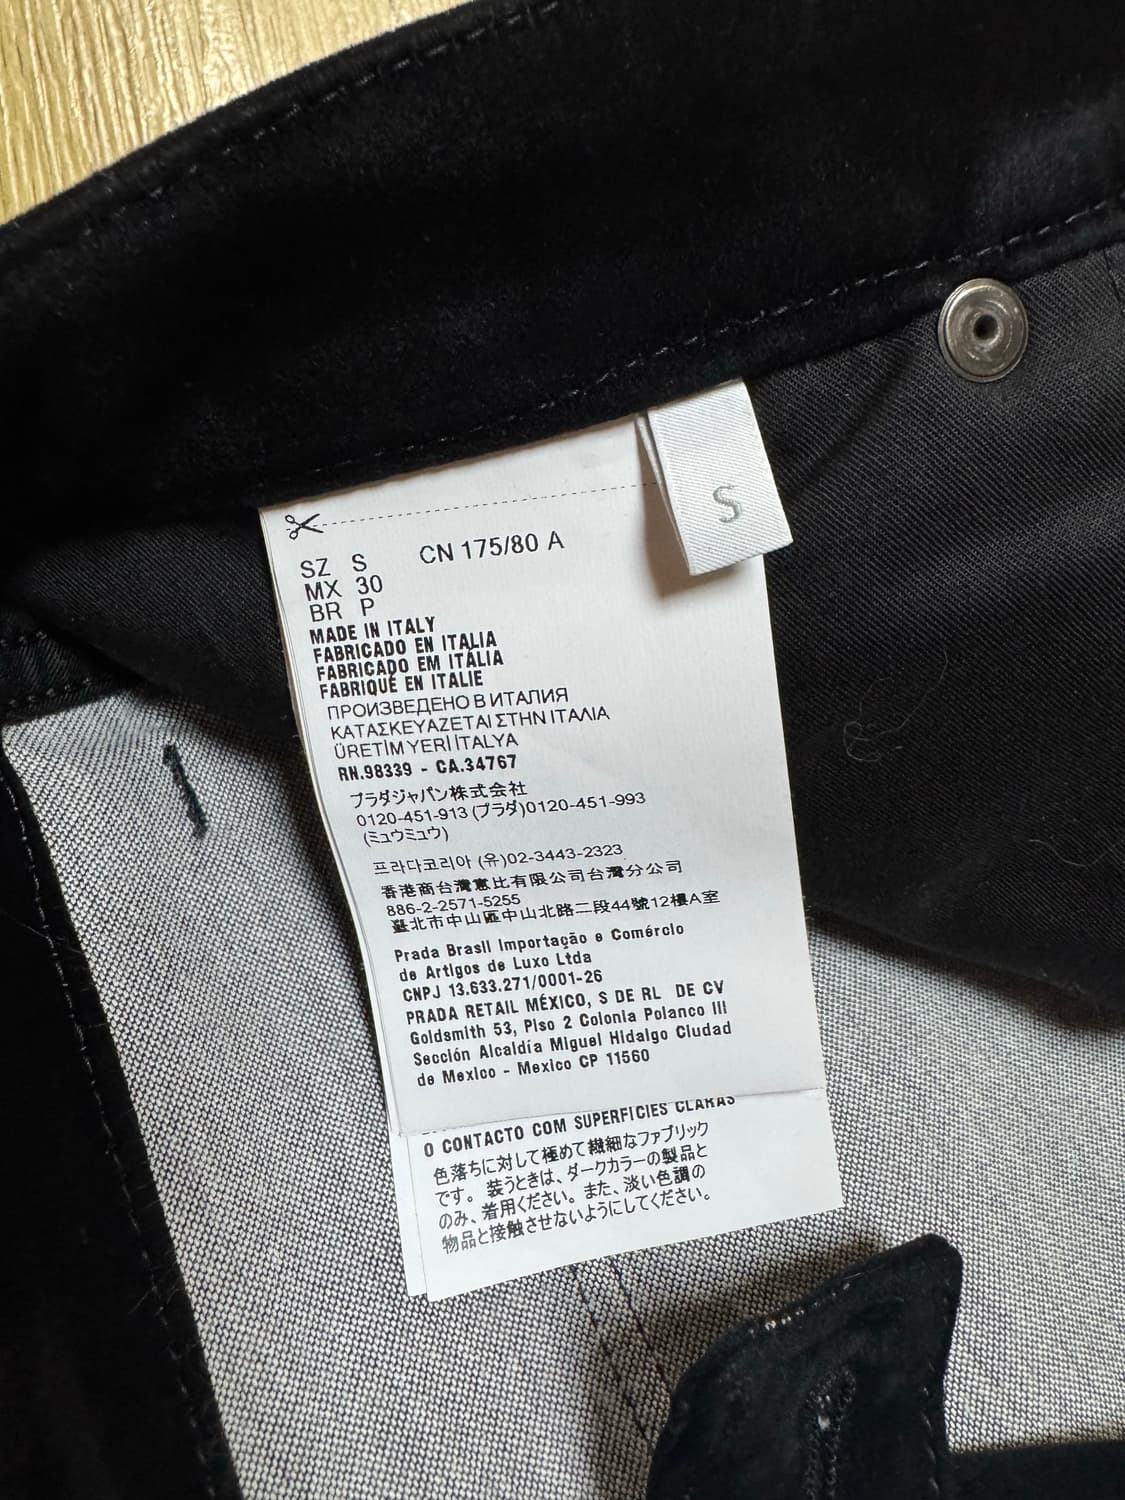 S
SZ S CN 175/80 A
MX 30
BR P
MADE IN ITALY
FABRICADO EN ITALIA
FABRICADO EM ITÁLIA
FABRIQUÉ EN ITALIE
ПРОИЗВЕДЕНО В ИТАЛИЯ
ΚΑΤΑΣΚΕΥΑΖΕΤΑΙ ΣΤΗΝ ΙΤΑΛΙΑ
ÜRETİM YERİ İTALYA
RN.98339 - CA.34767
プラダジャパン株式会社
0120-451-913 (プラダ)0120-451-993
(ミュウミュウ)
프라다코리아 (유)02-3443-2323
香港商台灣惠比有限公司台灣分公司
886-2-2571-5255
臺北市中山區中山北路二段44號12樓A室
Prada Brasil Importação e Comércio
de Artigos de Luxo Ltda
CNPJ 13.633.271/0001-26
PRADA RETAIL MÉXICO, S DE RL DE CV
Goldsmith 53, Piso 2 Colonia Polanco III
Sección Alcaldía Miguel Hidalgo Ciudad
de Mexico - Mexico CP 11560
O CONTACTO COM SUPERFICIES CLARAS
色落ちに対して極めて繊細なファブリック
です。装うときは、ダークカラーの製品と
のみ、着用ください。また、淡い色調の
物品と接触させないようにしてください。